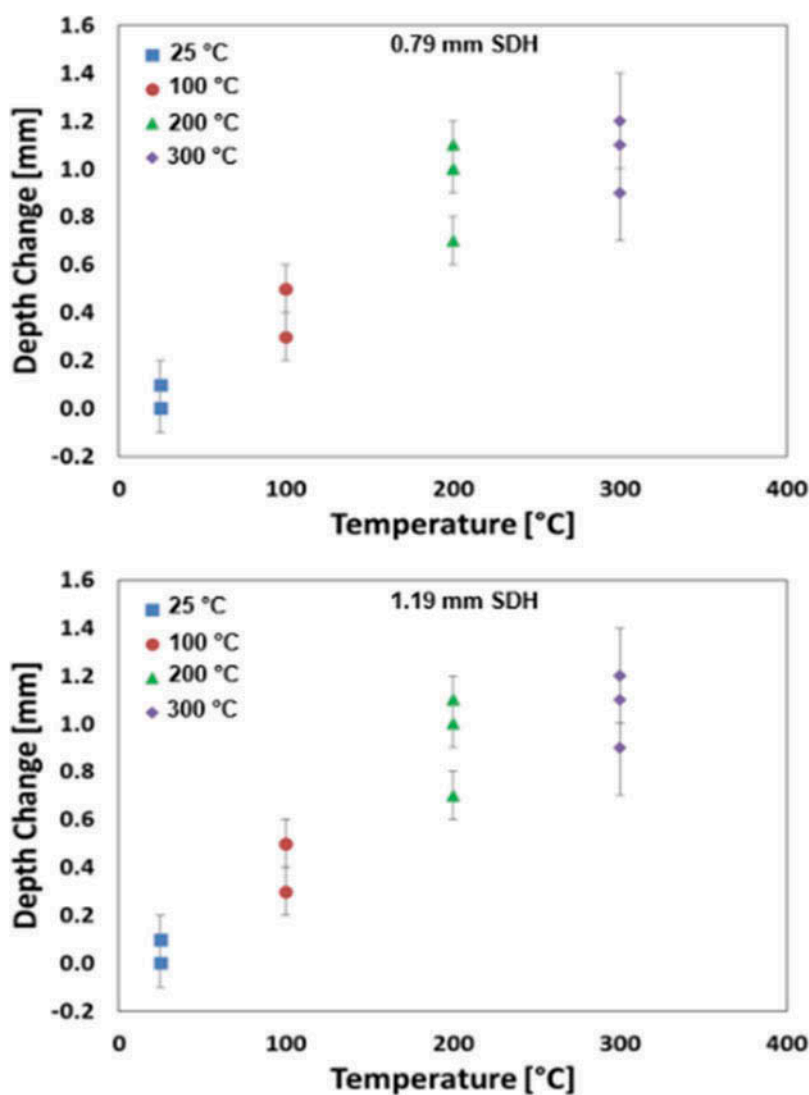 0.79 mm SDH
25 °C
100 °C
200 °C
300 °C
Depth Change [mm]
1.6
1.4
1.2
1.0
0.8
0.6
0.4
0.2
0.0
-0.2
0 100 200 300 400
Temperature [°C]
1.19 mm SDH
25 °C
100 °C
200 °C
300 °C
Depth Change [mm]
1.6
1.4
1.2
1.0
0.8
0.6
0.4
0.2
0.0
-0.2
0 100 200 300 400
Temperature [°C]